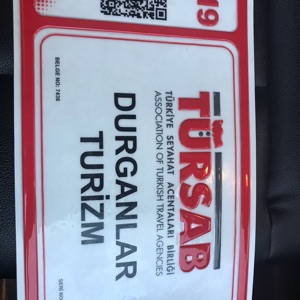 19
TÜRSAB
TÜRKİYE SEYAHAT ACENTALARI BİRLİĞİ
ASSOCIATION OF TURKISH TRAVEL AGENCIES
DURGANLAR
TURİZM
BELGE NO: 7436
SERİ NO